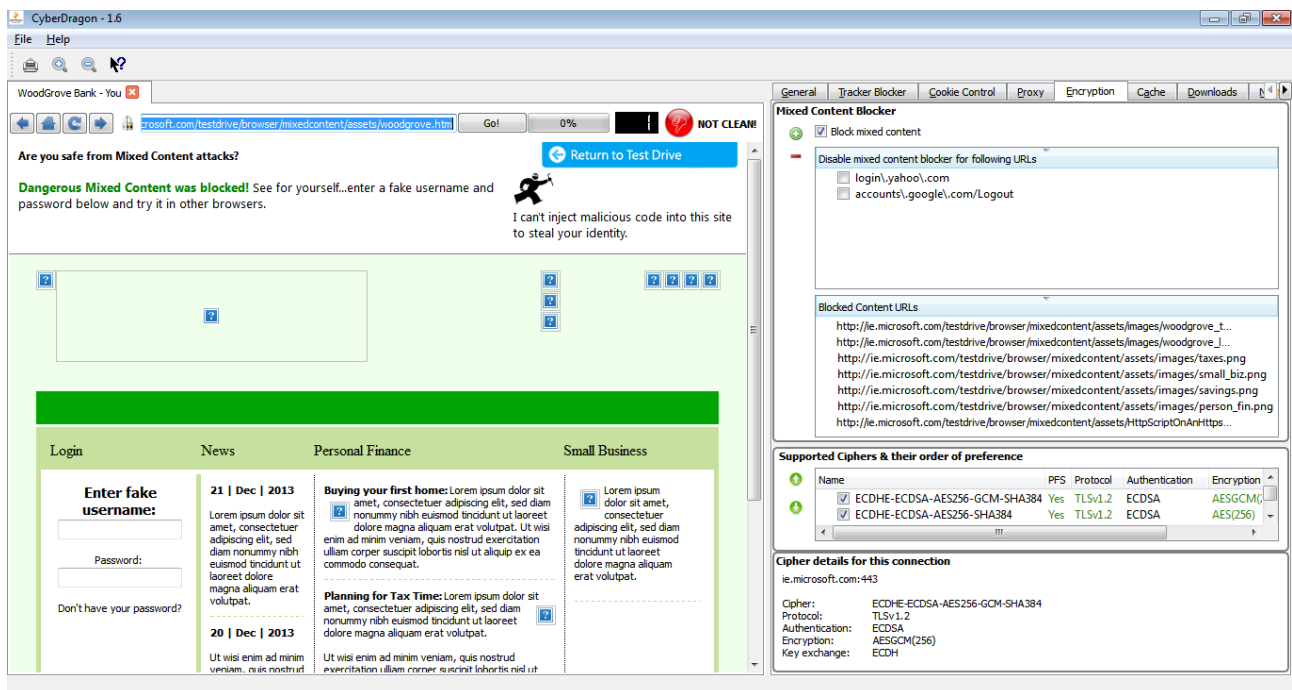 CyberDragon - 1.6
File Help
WoodGrove Bank - You
crosoft.com/testdrive/browser/mixedcontent/assets/woodgrove.htm Go! 0% 1 NOT CLEAN!
Are you safe from Mixed Content attacks?
Return to Test Drive
Dangerous Mixed Content was blocked! See for yourself...enter a fake username and
password below and try it in other browsers.
I can't inject malicious code into this site
to steal your identity.
Login News Personal Finance Small Business
Enter fake
username:
Password:
Don't have your password?
21 | Dec | 2013
Lorem ipsum dolor sit
amet, consectetuer
adipiscing elit, sed
diam nonummy nibh
euismod tincidunt ut
laoreet dolore
magna aliquam erat
volutpat.
20 | Dec | 2013
Ut wisi enim ad minim
veniam, quis nostrud
Buying your first home: Lorem ipsum dolor sit
amet, consectetuer adipiscing elit, sed diam
nonummy nibh euismod tincidunt ut laoreet
dolore magna aliquam erat volutpat. Ut wisi
enim ad minim veniam, quis nostrud exercitation
ullam corper suscipit lobortis nisl ut aliquip ex ea
commodo consequat.
Planning for Tax Time: Lorem ipsum dolor sit
amet, consectetuer adipiscing elit, sed diam
nonummy nibh euismod tincidunt ut laoreet
dolore magna aliquam erat volutpat.
Ut wisi enim ad minim veniam, quis nostrud
exercitation ulliam corper suscipit lobortis nisl ut
Lorem ipsum
dolor sit amet,
consectetuer
adipiscing elit, sed diam
nonummy nibh euismod
tincidunt ut laoreet
dolore magna aliquam
erat volutpat.
General Tracker Blocker Cookie Control Proxy Encryption Cache Downloads
Mixed Content Blocker
Block mixed content
Disable mixed content blocker for following URLs
login\.yahoo\.com
accounts\.google\.com/Logout
Blocked Content URLs
http://ie.microsoft.com/testdrive/browser/mixedcontent/assets/images/woodgrove_t...
http://ie.microsoft.com/testdrive/browser/mixedcontent/assets/images/woodgrove_l...
http://ie.microsoft.com/testdrive/browser/mixedcontent/assets/images/taxes.png
http://ie.microsoft.com/testdrive/browser/mixedcontent/assets/images/small_biz.png
http://ie.microsoft.com/testdrive/browser/mixedcontent/assets/images/savings.png
http://ie.microsoft.com/testdrive/browser/mixedcontent/assets/images/person_fin.png
http://ie.microsoft.com/testdrive/browser/mixedcontent/assets/HttpScriptOnAnHttps...
Supported Ciphers & their order of preference
Name PFS Protocol Authentication Encryption
ECDHE-ECDSA-AES256-GCM-SHA384 Yes TLSv1.2 ECDSA AESGCM(
ECDHE-ECDSA-AES256-SHA384 Yes TLSv1.2 ECDSA AES(256)
Cipher details for this connection
ie.microsoft.com:443
Cipher: ECDHE-ECDSA-AES256-GCM-SHA384
Protocol: TLSv1.2
Authentication: ECDSA
Encryption: AESGCM(256)
Key exchange: ECDH